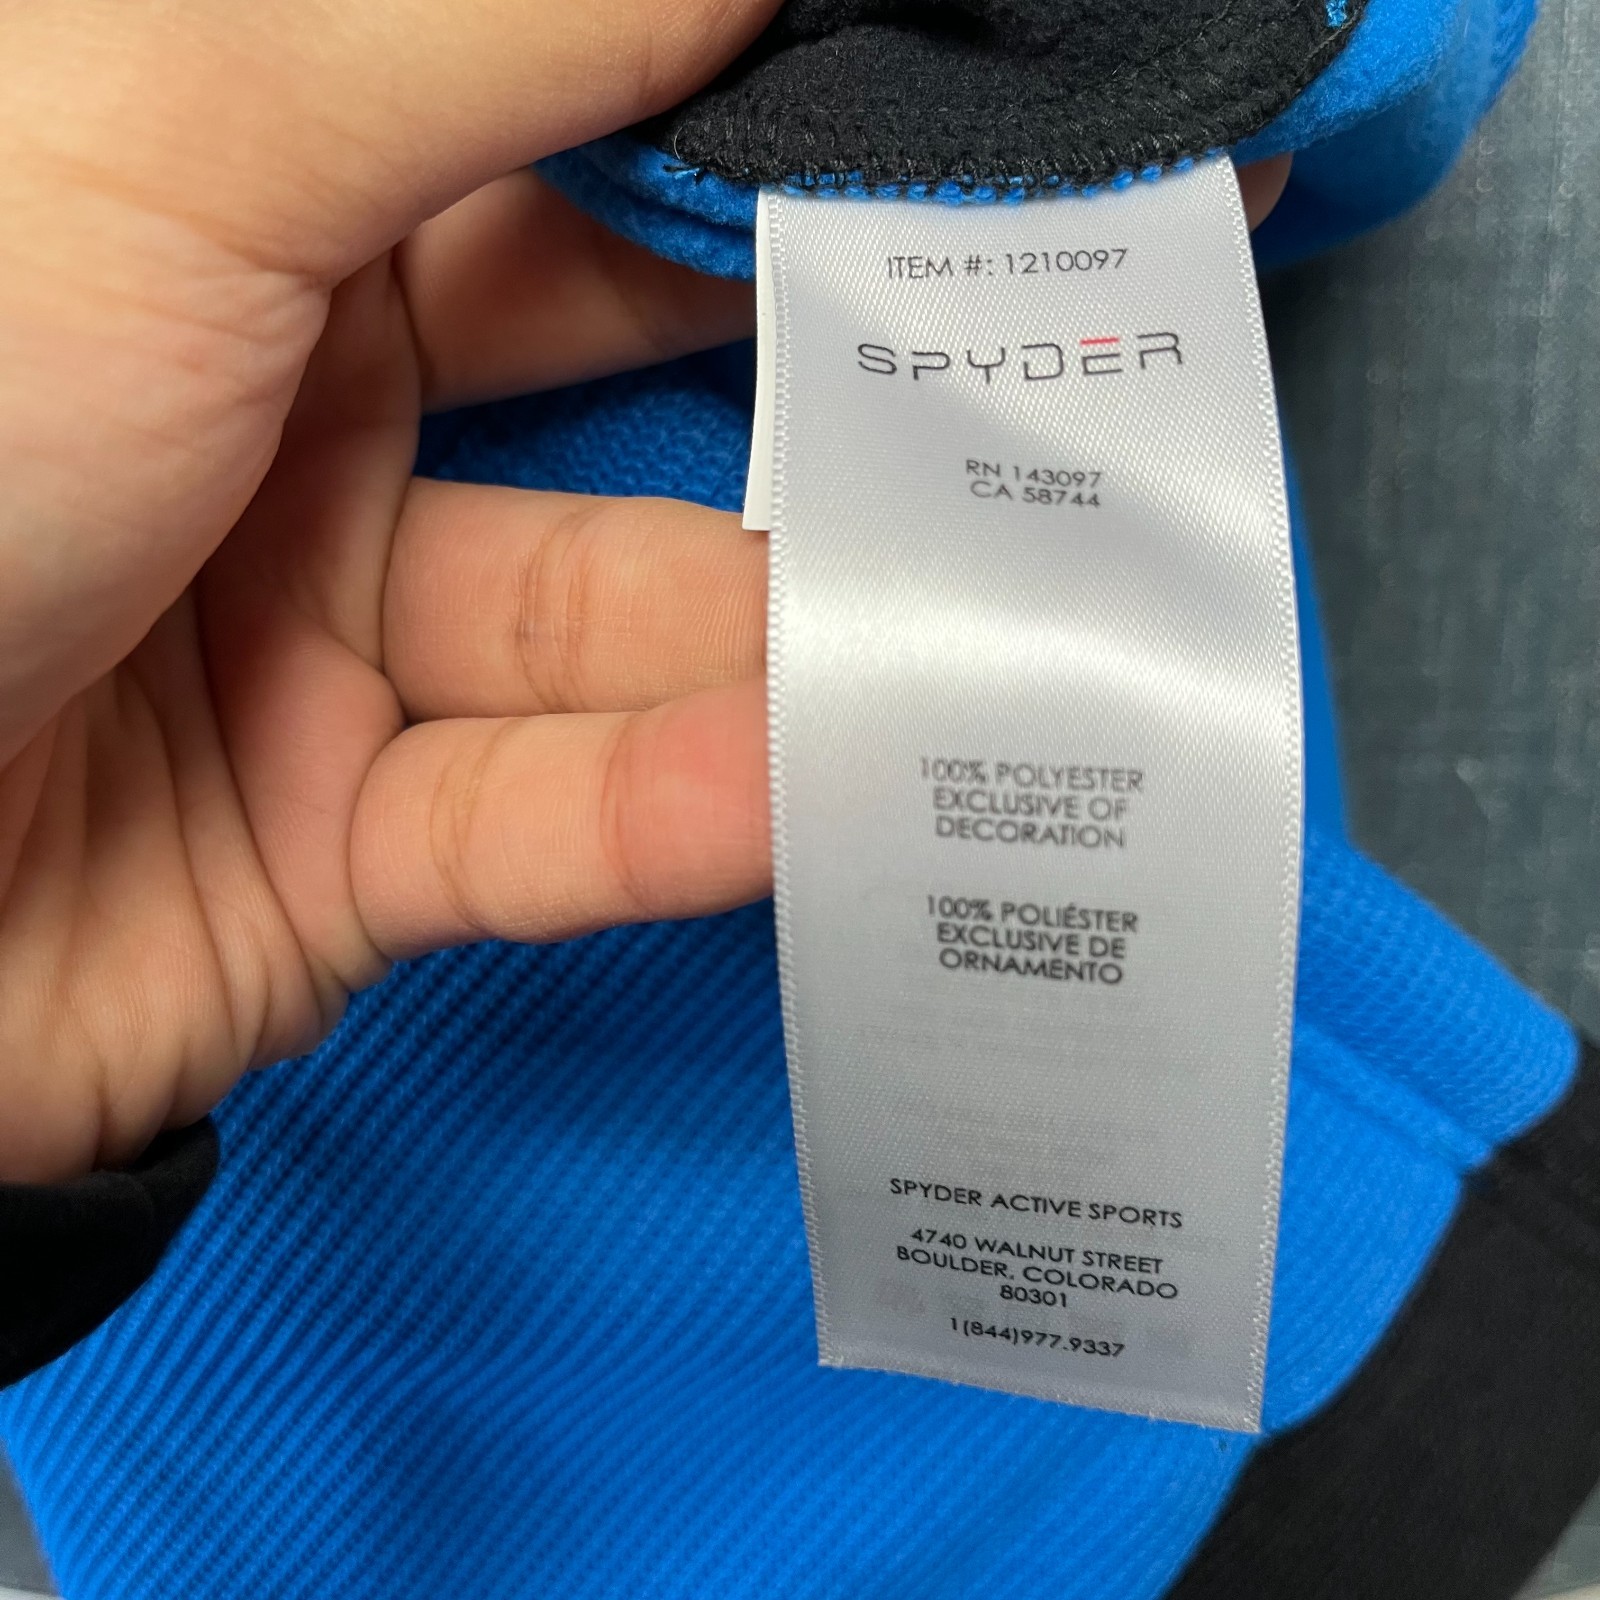 ITEM #: 1210097
SPYDER
RN 143097
CA 58744
100% POLYESTER
EXCLUSIVE OF
DECORATION
100% POLIÉSTER
EXCLUSIVE DE
ORNAMENTO
SPYDER ACTIVE SPORTS
4740 WALNUT STREET
BOULDER, COLORADO
80301
1(844)977.9337